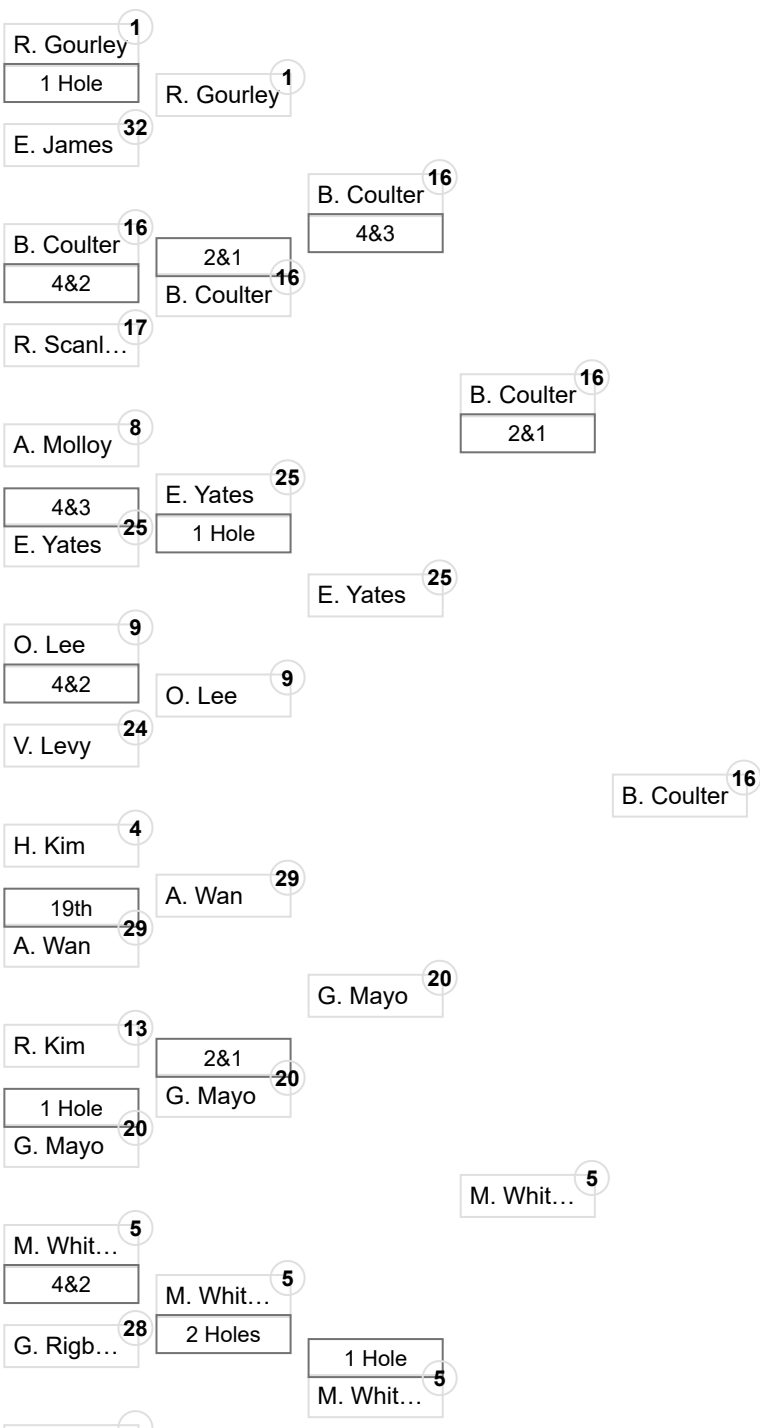 1
R. Gourley
1 Hole
1
R. Gourley
32
E. James
16
B. Coulter
4&3
16
B. Coulter
4&2
2&1
16
B. Coulter
17
R. Scanl…
16
B. Coulter
2&1
8
A. Molloy
25
E. Yates
1 Hole
4&3
25
E. Yates
25
E. Yates
9
O. Lee
4&2
9
O. Lee
24
V. Levy
16
B. Coulter
4
H. Kim
29
A. Wan
19th
29
A. Wan
20
G. Mayo
13
R. Kim
2&1
20
G. Mayo
1 Hole
20
G. Mayo
5
M. Whit…
5
M. Whit…
4&2
5
M. Whit…
2 Holes
28
G. Rigb…
1 Hole
5
M. Whit…